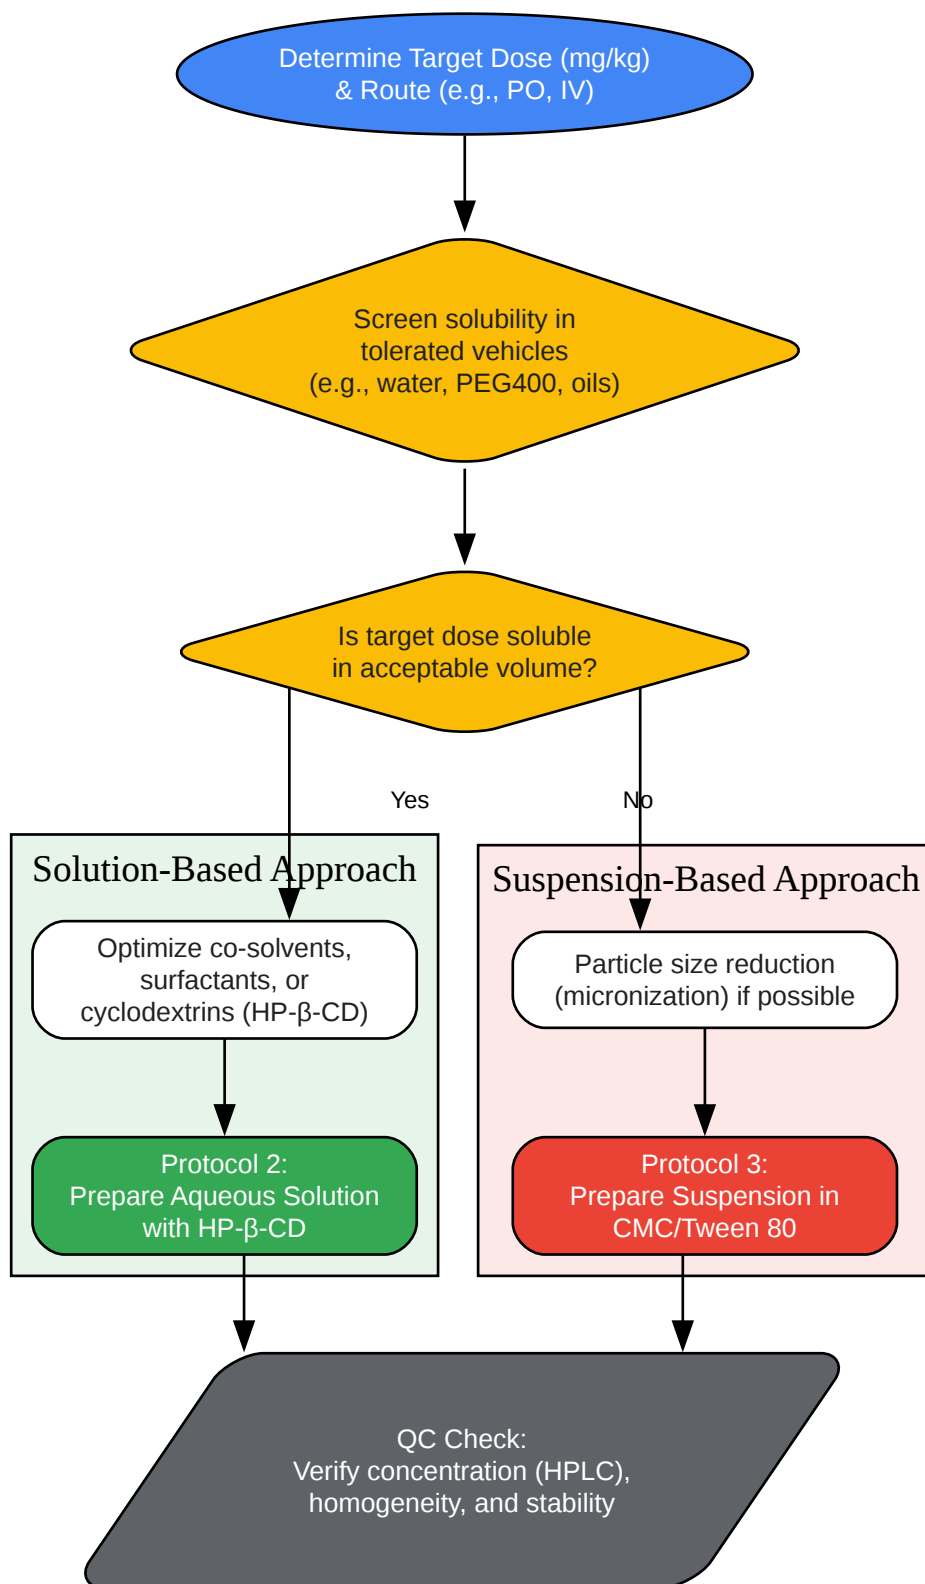 Determine Target Dose (mg/kg)
& Route (e.g., PO, IV)
Screen solubility in
tolerated vehicles
(e.g., water, PEG400, oils)
Is target dose soluble
in acceptable volume?
Yes
No
Solution-Based Approach
Optimize co-solvents,
surfactants, or
cyclodextrins (HP-β-CD)
Protocol 2:
Prepare Aqueous Solution
with HP-β-CD
Suspension-Based Approach
Particle size reduction
(micronization) if possible
Protocol 3:
Prepare Suspension in
CMC/Tween 80
QC Check:
Verify concentration (HPLC),
homogeneity, and stability